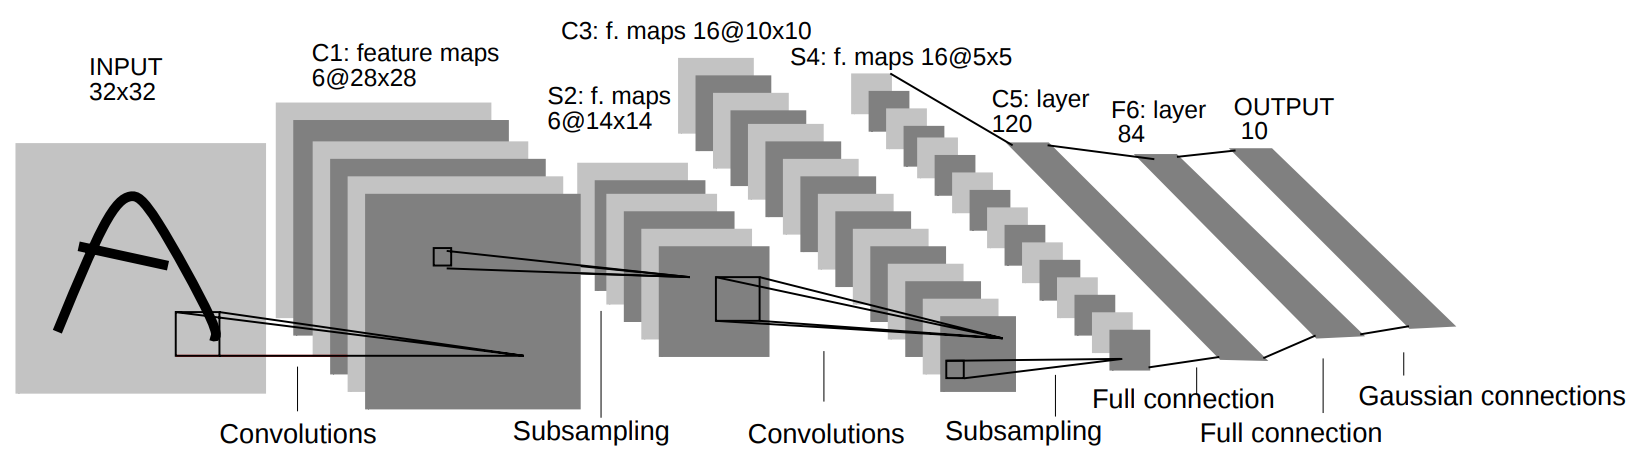 INPUT
32x32
C1: feature maps
6@28x28
S2: f. maps
6@14x14
C3: f. maps 16@10x10
S4: f. maps 16@5x5
C5: layer
120
F6: layer
84
OUTPUT
10
Convolutions
Subsampling
Convolutions
Subsampling
Full connection
Full connection
Gaussian connections